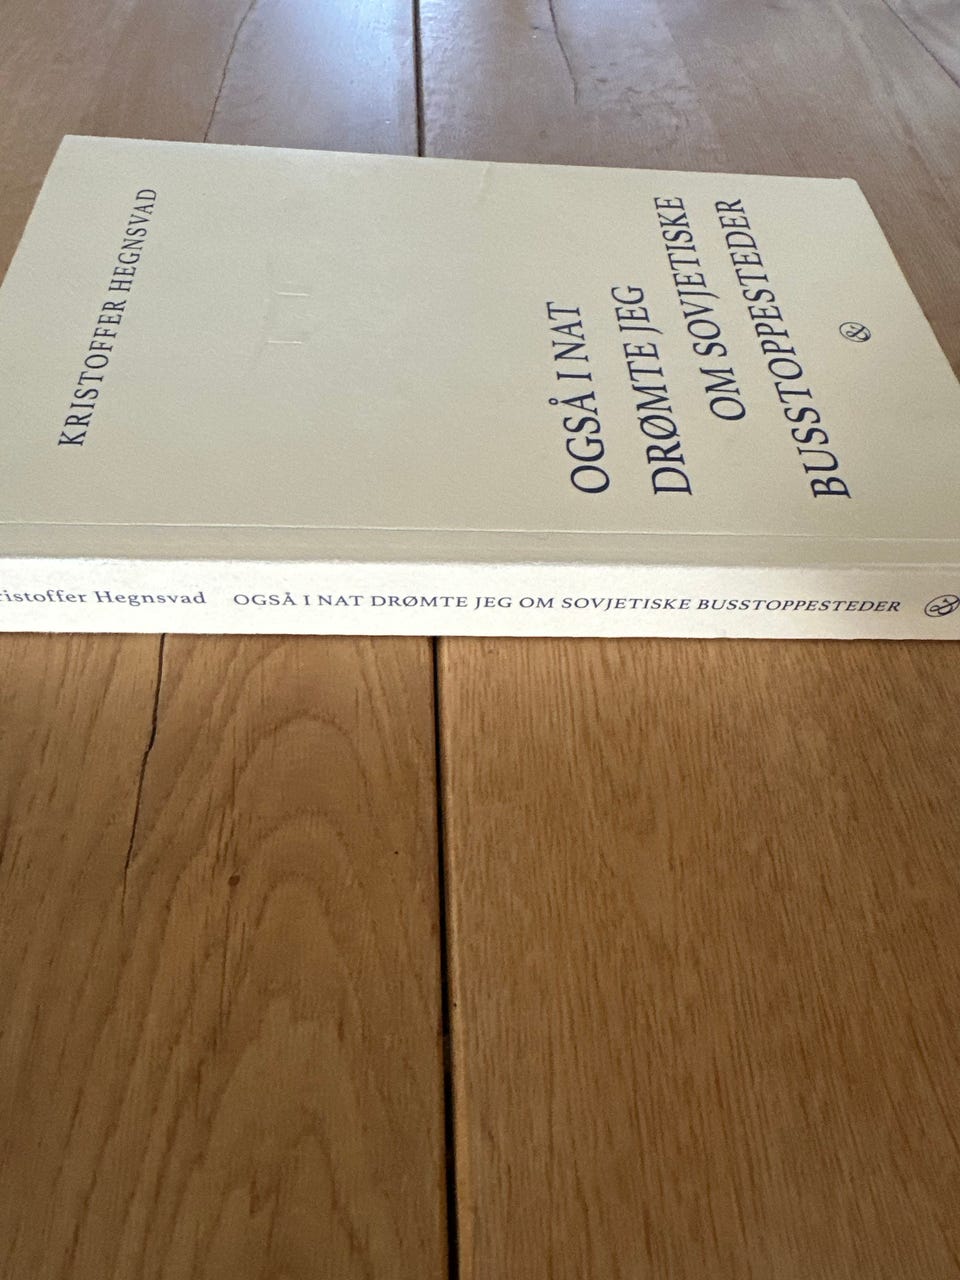 KRISTOFFER HEGNSVAD
OGSÅ I NAT
DRØMTE JEG
OM SOVJETISKE
BUSSTOPPESTEDER
&
ristoffer Hegnsvad OGSÅ I NAT DRØMTE JEG OM SOVJETISKE BUSSTOPPESTEDER &